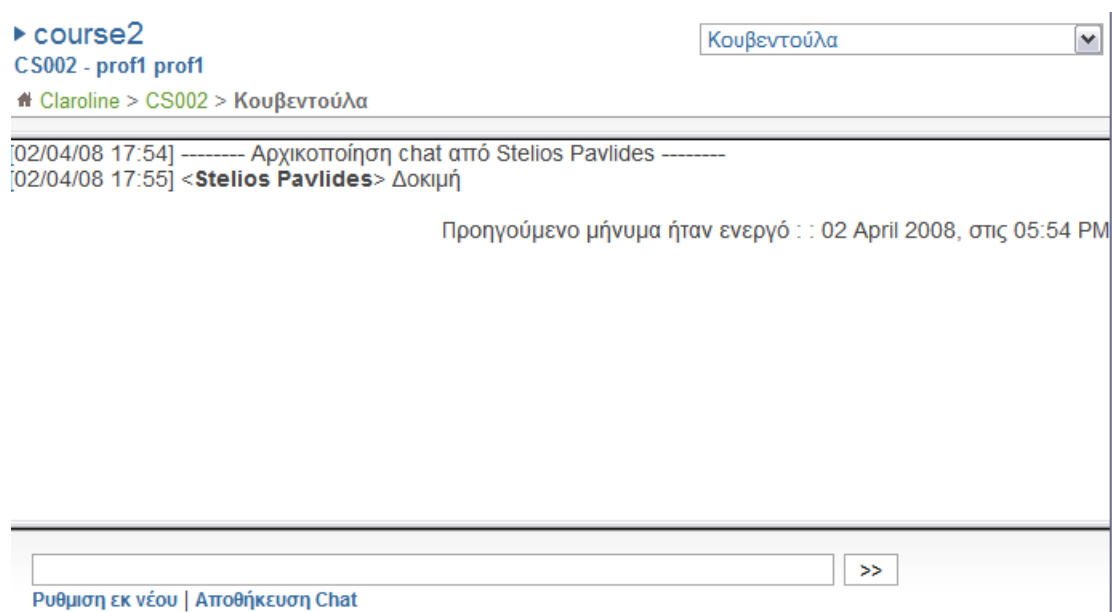 course2
Κουβεντούλα
CS002 - prof1 prof1
Claroline > CS002 > Κουβεντούλα
[02/04/08 17:54] -------- Αρχικοποίηση chat από Stelios Pavlides --------
[02/04/08 17:55] <Stelios Pavlides> Δοκιμή
Προηγούμενο μήνυμα ήταν ενεργό : : 02 April 2008, στις 05:54 PM
>>
Ρυθμιση εκ νέου | Αποθήκευση Chat